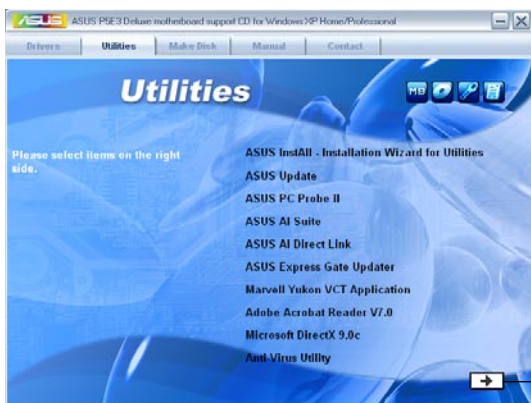 ASUS ASUS P5E3 Deluxe motherboard support CD for Windows XP Home/Professional
Drivers Utilities Make Disk Manual Contact
Utilities
MB
Please select items on the right
side.
ASUS InstAll - Installation Wizard for Utilities
ASUS Update
ASUS PC Probe II
ASUS AI Suite
ASUS AI Direct Link
ASUS Express Gate Updater
Marvell Yukon VCT Application
Adobe Acrobat Reader V7.0
Microsoft DirectX 9.0c
Anti-Virus Utility